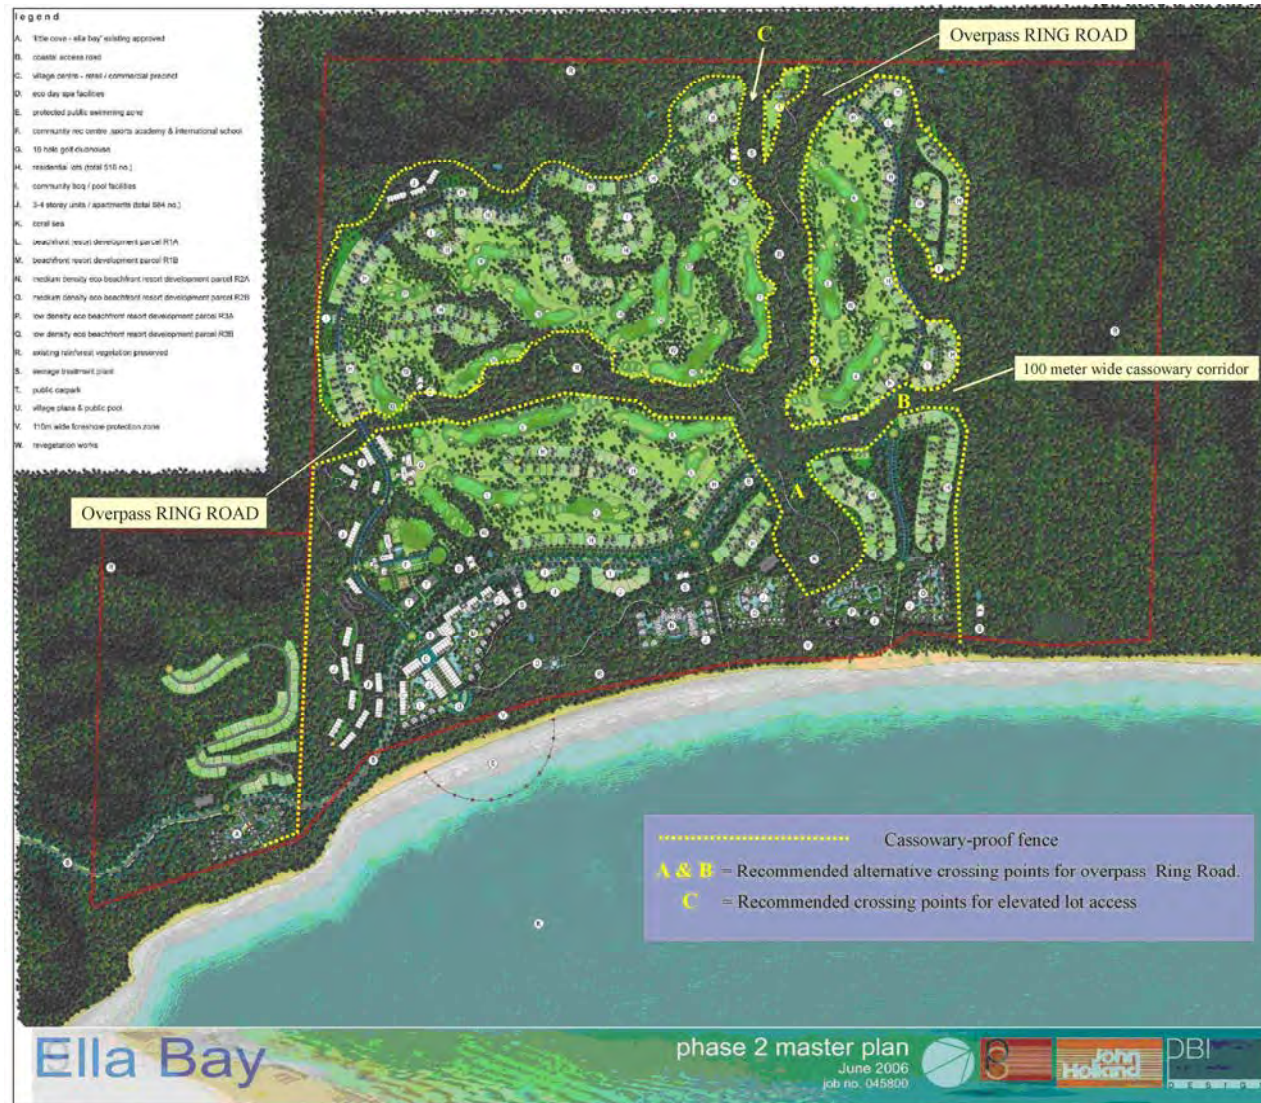 legend
A. 'little cove - ella bay' existing approved
B. coastal access road
C. village centre - retail / commercial precinct
D. eco day spa facilities
E. protected public swimming zone
F. community rec centre sports academy & international school
G. 18 hole golf clubhouse
H. residential lots (total 518 no.)
I. community bbq / pool facilities
J. 3-4 storey units / apartments (total 584 no.)
K. coral sea
L. beachfront resort development parcel R1A
M. beachfront resort development parcel R1B
N. medium density eco beachfront resort development parcel R2A
O. medium density eco beachfront resort development parcel R2B
P. low density eco beachfront resort development parcel R3A
Q. low density eco beachfront resort development parcel R3B
R. existing rainforest vegetation preserved
S. sewage treatment plant
T. public carpark
U. village plaza & public pool
V. 110m wide foreshore protection zone
W. revegetation works
C
Overpass RING ROAD
100 meter wide cassowary corridor
B
Overpass RING ROAD
A
Cassowary-proof fence
A & B = Recommended alternative crossing points for overpass Ring Road.
C = Recommended crossing points for elevated lot access
Ella Bay
phase 2 master plan
June 2006
job no. 045800
John
Holland
DBI
DESIG